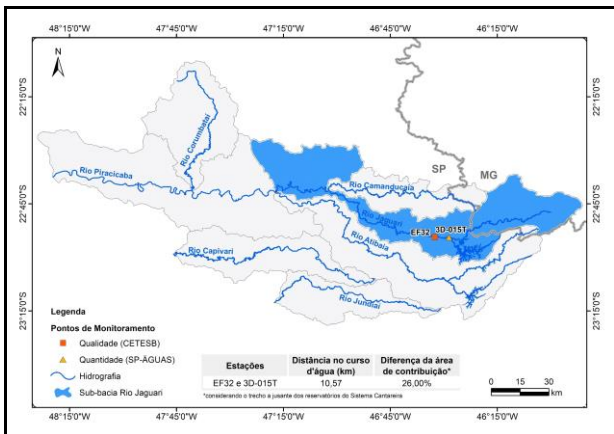 48°15'0"O
47°45'0"O
47°15'0"O
46°45'0"O
46°15'0"O
N
22°15'0"S
22°15'0"S
Rio Corumbataí
SP
MG
Rio Piracicaba
Rio Camanducaia
22°45'0"S
22°45'0"S
Rio Jaguari
EF32
3D-015T
Rio Atibaia
Rio Capivari
Rio Jundiaí
23°15'0"S
23°15'0"S
Legenda
Pontos de Monitoramento
Qualidade (CETESB)
Quantidade (SP-ÁGUAS)
Hidrografia
Sub-bacia Rio Jaguari
Estações Distância no curso d'água (km) Diferença da área de contribuição*
EF32 e 3D-015T 10,57 26,00%
*considerando o trecho a jusante dos reservatórios do Sistema Cantareira
0 15 30
km
48°15'0"O
47°45'0"O
47°15'0"O
46°45'0"O
46°15'0"O